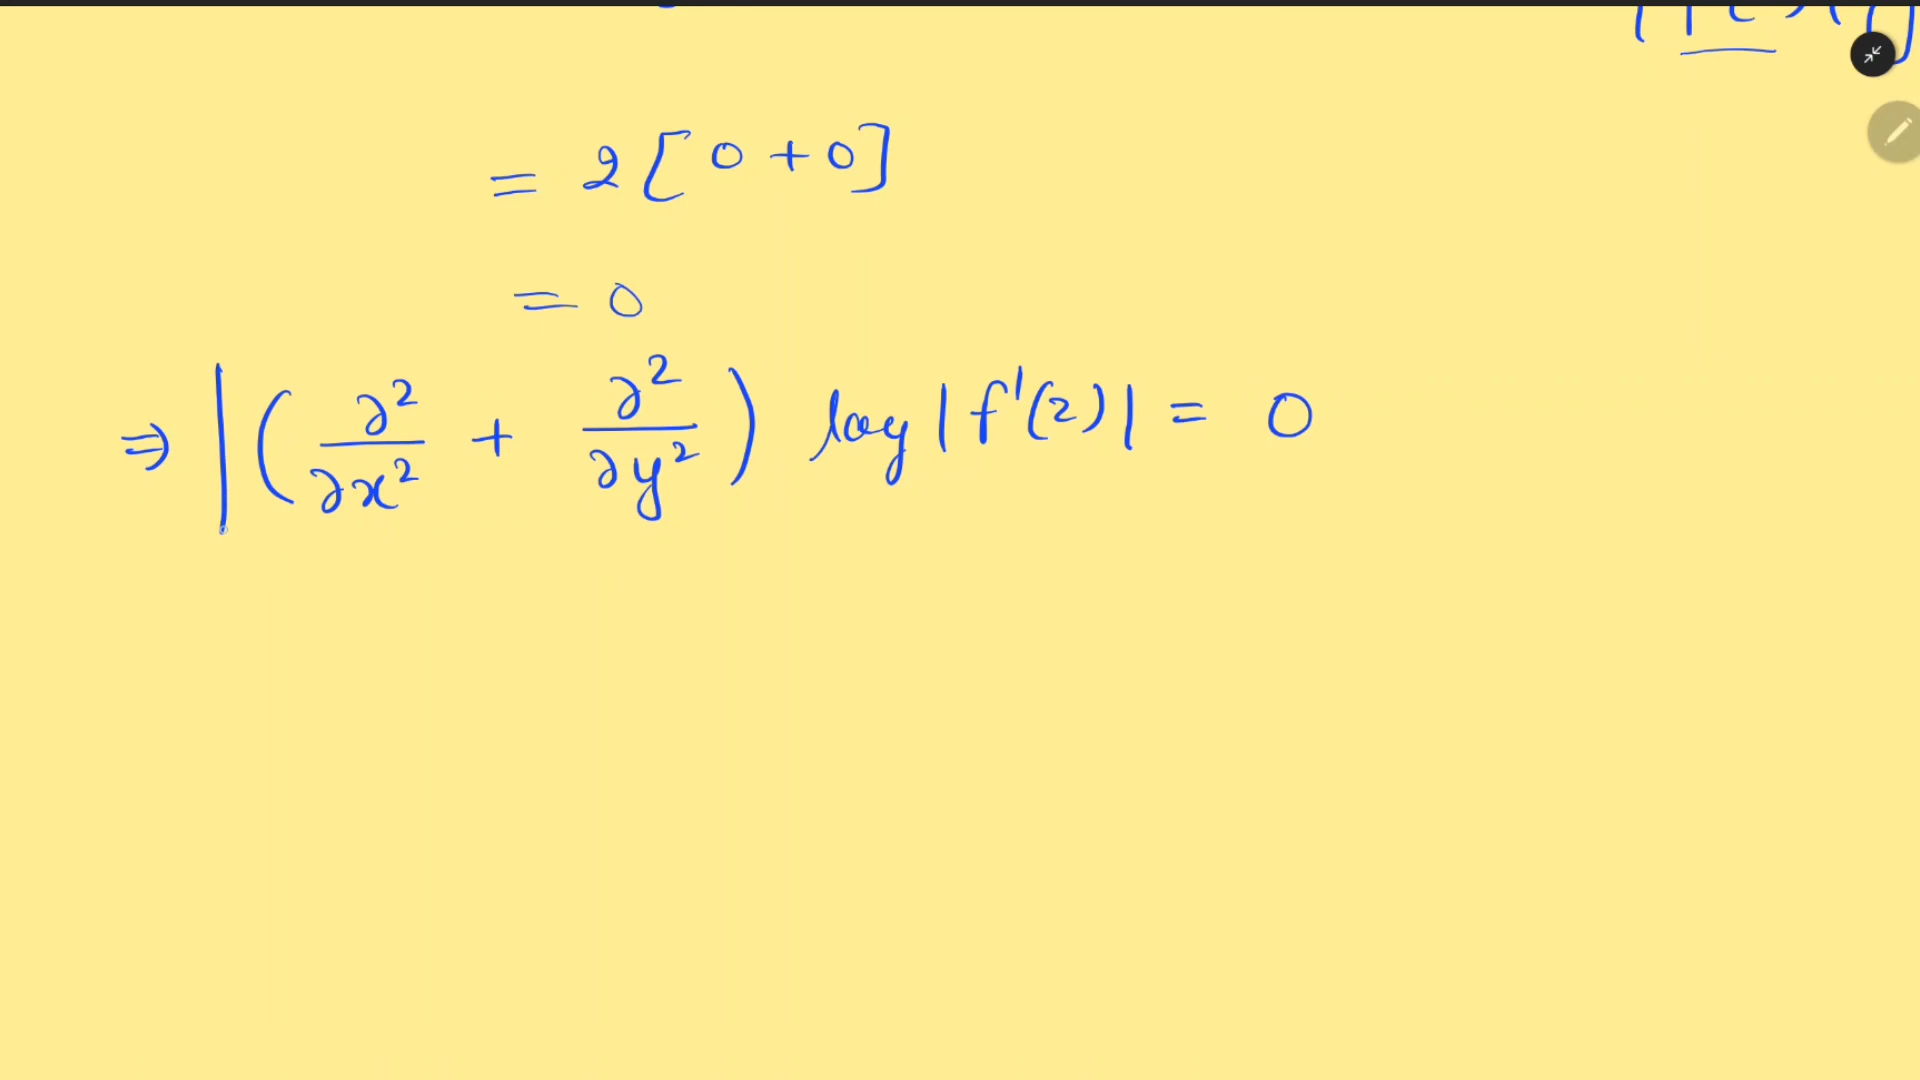 = 2[0+0]
= 0
⇒ | (∂²/∂x² + ∂²/∂y²) log|f'(z)| = 0